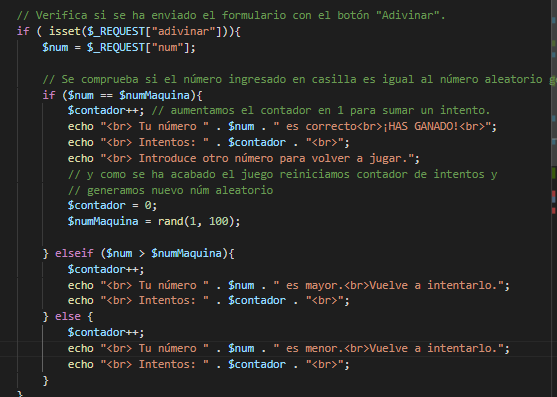 // Verifica si se ha enviado el formulario con el botón "Adivinar".
if ( isset($_REQUEST["adivinar"])){
$num = $_REQUEST["num"];
// Se comprueba si el número ingresado en casilla es igual al número aleatorio ge
if ($num == $numMaquina){
$contador++; // aumentamos el contador en 1 para sumar un intento.
echo "<br> Tu número " . $num . " es correcto<br>¡HAS GANADO!<br>";
echo "<br> Intentos: " . $contador . "<br>";
echo "<br> Introduce otro número para volver a jugar.";
// y como se ha acabado el juego reiniciamos contador de intentos y
// generamos nuevo núm aleatorio
$contador = 0;
$numMaquina = rand(1, 100);
} elseif ($num > $numMaquina){
$contador++;
echo "<br> Tu número " . $num . " es mayor.<br>Vuelve a intentarlo.";
echo "<br> Intentos: " . $contador . "<br>";
} else {
$contador++;
echo "<br> Tu número " . $num . " es menor.<br>Vuelve a intentarlo.";
echo "<br> Intentos: " . $contador . "<br>";
}
}